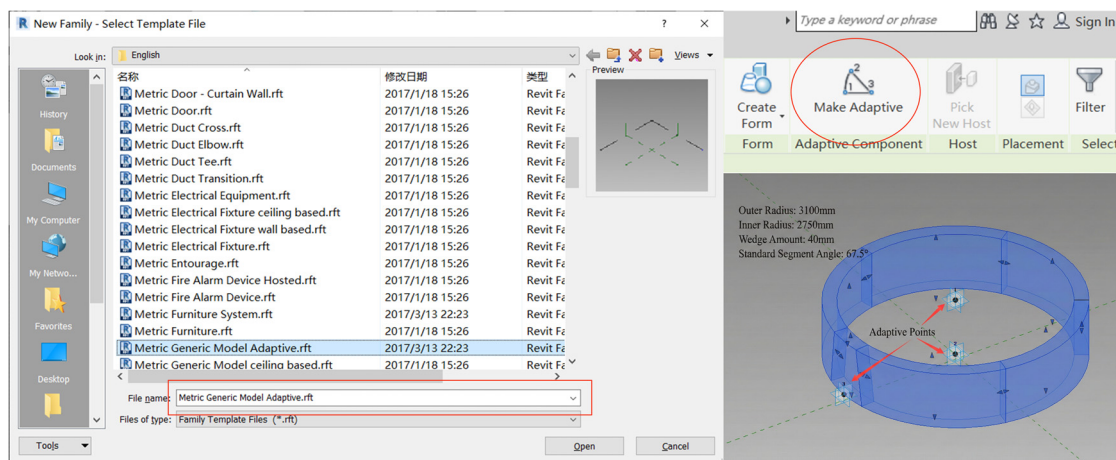 New Family - Select Template File
? ×
Look in:
English
Views
名称
修改日期
类型
Preview
Metric Door - Curtain Wall.rft 2017/1/18 15:26 Revit Fa
Metric Door.rft 2017/1/18 15:26 Revit Fa
Metric Duct Cross.rft 2017/1/18 15:26 Revit Fa
Metric Duct Elbow.rft 2017/1/18 15:26 Revit Fa
Metric Duct Tee.rft 2017/1/18 15:26 Revit Fa
Metric Duct Transition.rft 2017/1/18 15:26 Revit Fa
Metric Electrical Equipment.rft 2017/1/18 15:26 Revit Fa
Metric Electrical Fixture ceiling based.rft 2017/1/18 15:26 Revit Fa
Metric Electrical Fixture wall based.rft 2017/1/18 15:26 Revit Fa
Metric Electrical Fixture.rft 2017/1/18 15:26 Revit Fa
Metric Entourage.rft 2017/1/18 15:26 Revit Fa
Metric Fire Alarm Device Hosted.rft 2017/1/18 15:26 Revit Fa
Metric Fire Alarm Device.rft 2017/1/18 15:26 Revit Fa
Metric Furniture System.rft 2017/3/13 22:23 Revit Fa
Metric Furniture.rft 2017/1/18 15:26 Revit Fa
Metric Generic Model Adaptive.rft 2017/3/13 22:23 Revit Fa
Metric Generic Model ceiling based.rft 2017/1/18 15:26 Revit Fa
History
Documents
My Computer
My Netwo...
Favorites
Desktop
File name: Metric Generic Model Adaptive.rft
Files of type: Family Template Files (*.rft)
Tools
Open
Cancel
Type a keyword or phrase
Sign In
Create
Form
Make Adaptive
Pick
New Host
Filter
Form
Adaptive Component
Host
Placement
Select
Outer Radius: 3100mm
Inner Radius: 2750mm
Wedge Amount: 40mm
Standard Segment Angle: 67.5°
Adaptive Points